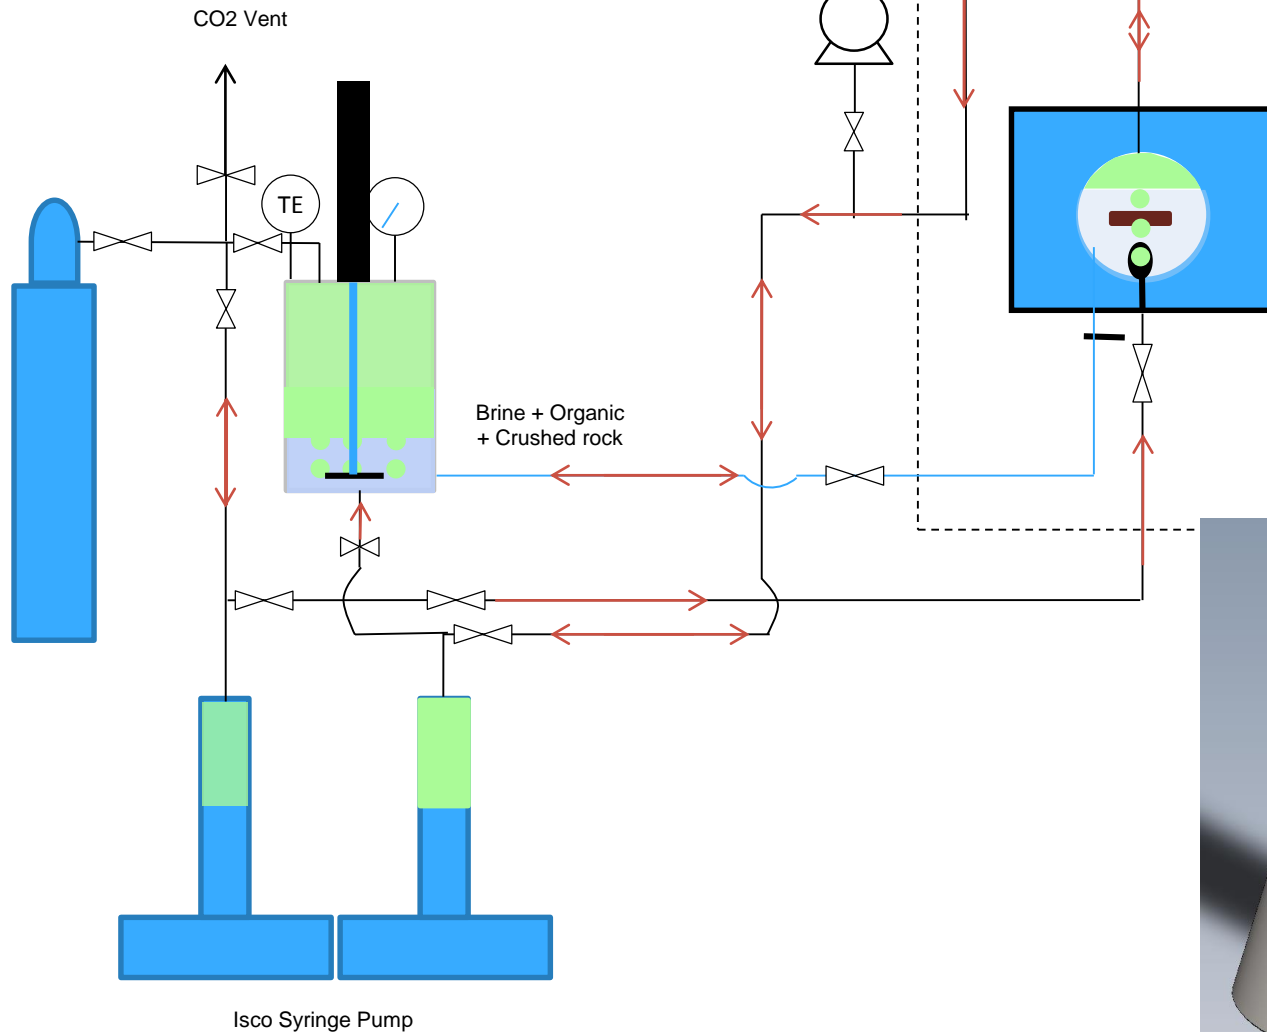 CO2 Vent
TE
Brine + Organic
+ Crushed rock
Isco Syringe Pump